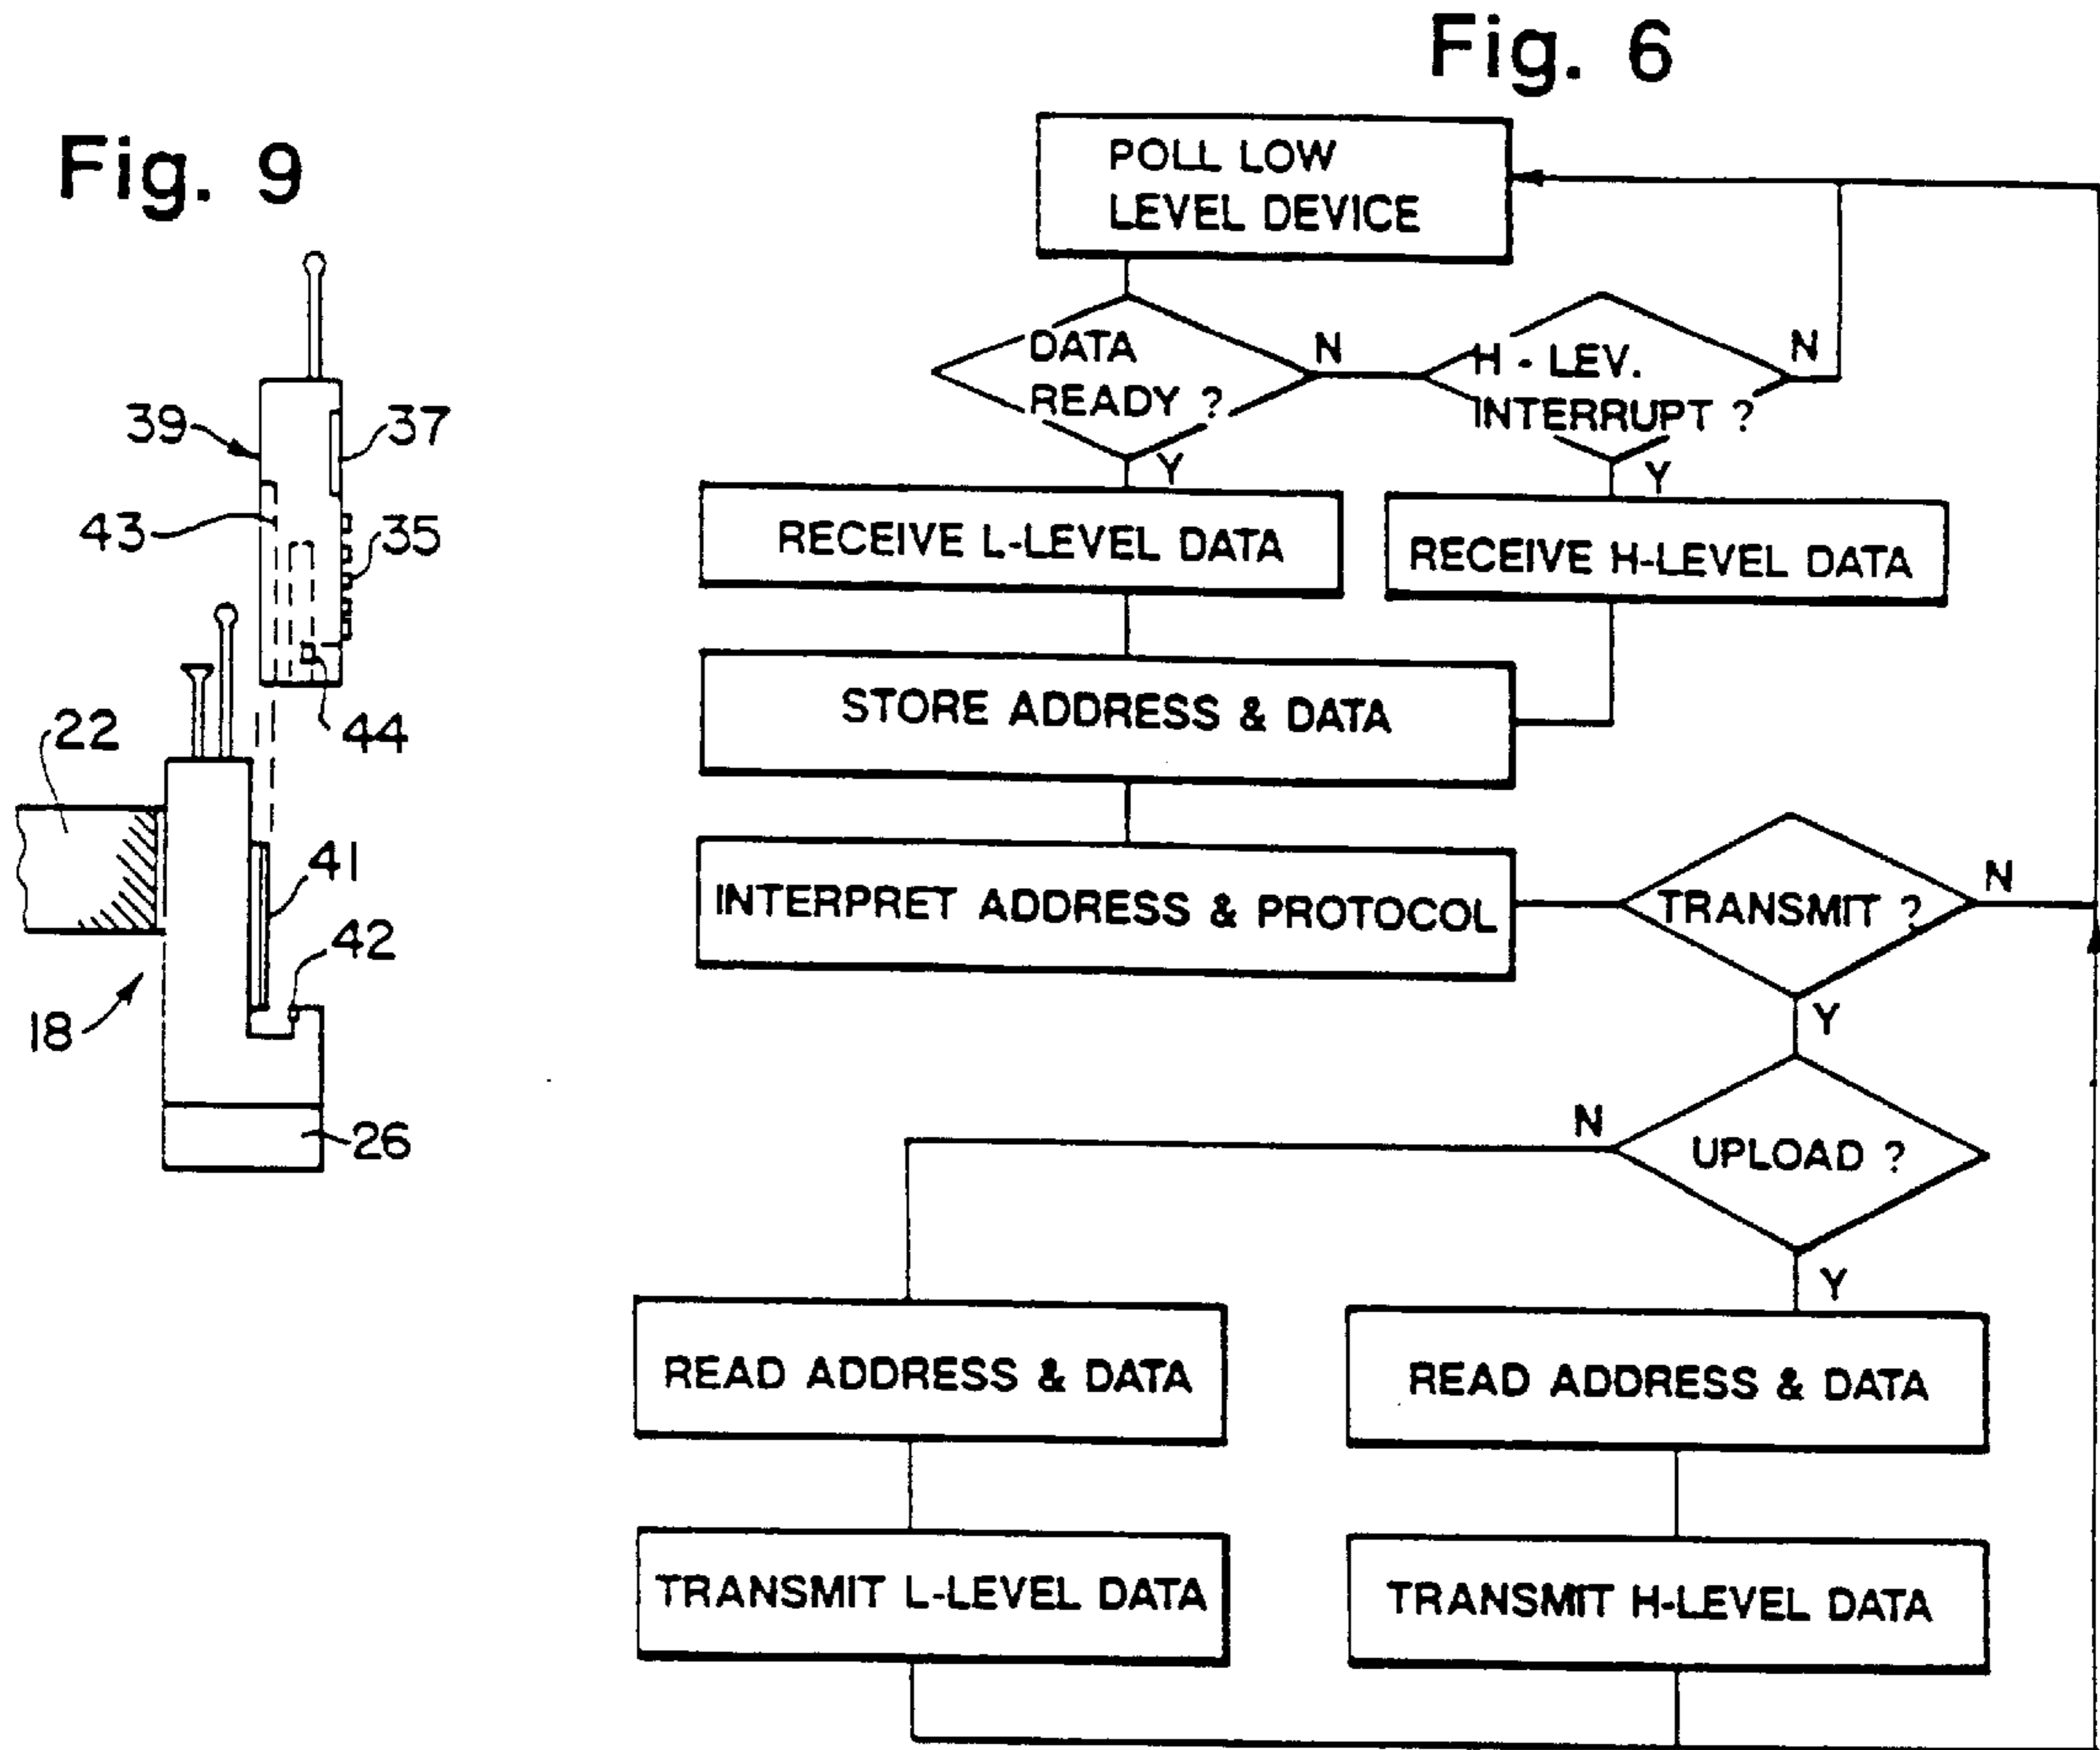 Fig. 9
39
37
43
35
44
22
41
42
18
26
Fig. 6
POLL LOW
LEVEL DEVICE
DATA
READY ?
N
H - LEV.
INTERRUPT ?
N
Y
Y
RECEIVE L-LEVEL DATA
RECEIVE H-LEVEL DATA
STORE ADDRESS & DATA
INTERPRET ADDRESS & PROTOCOL
TRANSMIT ?
N
Y
UPLOAD ?
N
Y
READ ADDRESS & DATA
READ ADDRESS & DATA
TRANSMIT L-LEVEL DATA
TRANSMIT H-LEVEL DATA